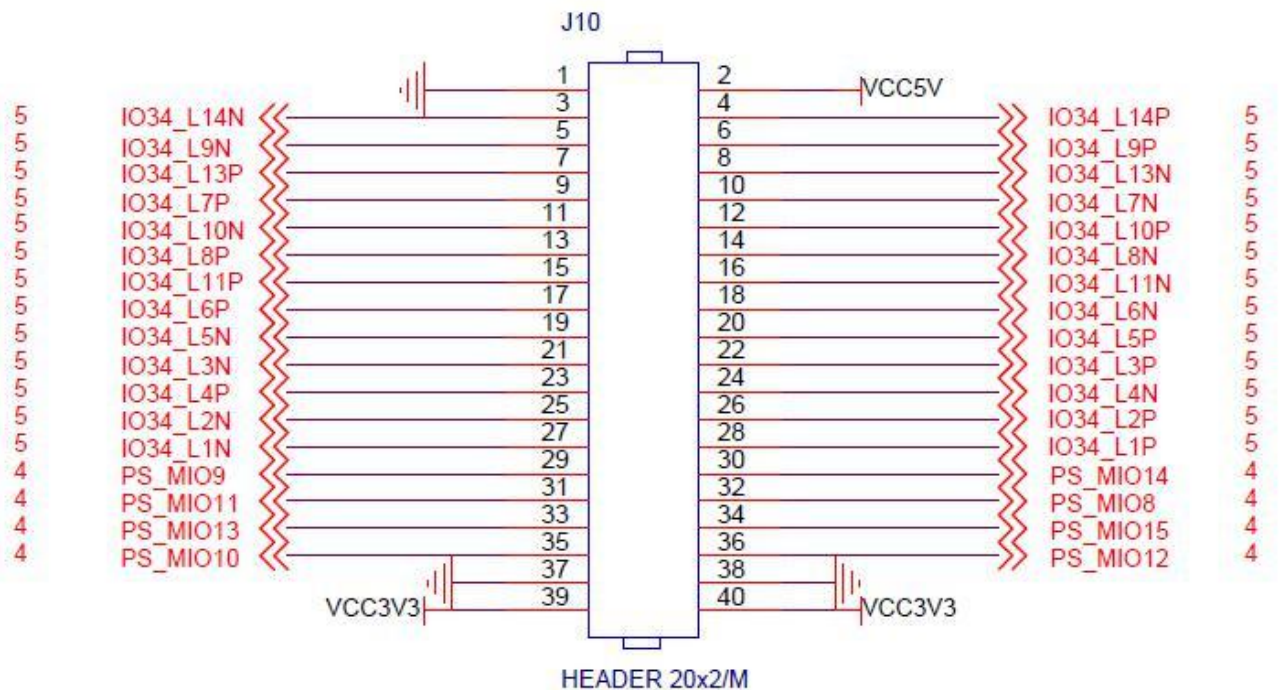 J10
1 2 VCC5V
5 IO34_L14N 3 4 IO34_L14P 5
5 IO34_L9N 5 6 IO34_L9P 5
5 IO34_L13P 7 8 IO34_L13N 5
5 IO34_L7P 9 10 IO34_L7N 5
5 IO34_L10N 11 12 IO34_L10P 5
5 IO34_L8P 13 14 IO34_L8N 5
5 IO34_L11P 15 16 IO34_L11N 5
5 IO34_L6P 17 18 IO34_L6N 5
5 IO34_L5N 19 20 IO34_L5P 5
5 IO34_L3N 21 22 IO34_L3P 5
5 IO34_L4P 23 24 IO34_L4N 5
5 IO34_L2N 25 26 IO34_L2P 5
5 IO34_L1N 27 28 IO34_L1P 5
4 PS_MIO9 29 30 PS_MIO14 4
4 PS_MIO11 31 32 PS_MIO8 4
4 PS_MIO13 33 34 PS_MIO15 4
4 PS_MIO10 35 36 PS_MIO12 4
37 38
VCC3V3 39 40 VCC3V3
HEADER 20x2/M